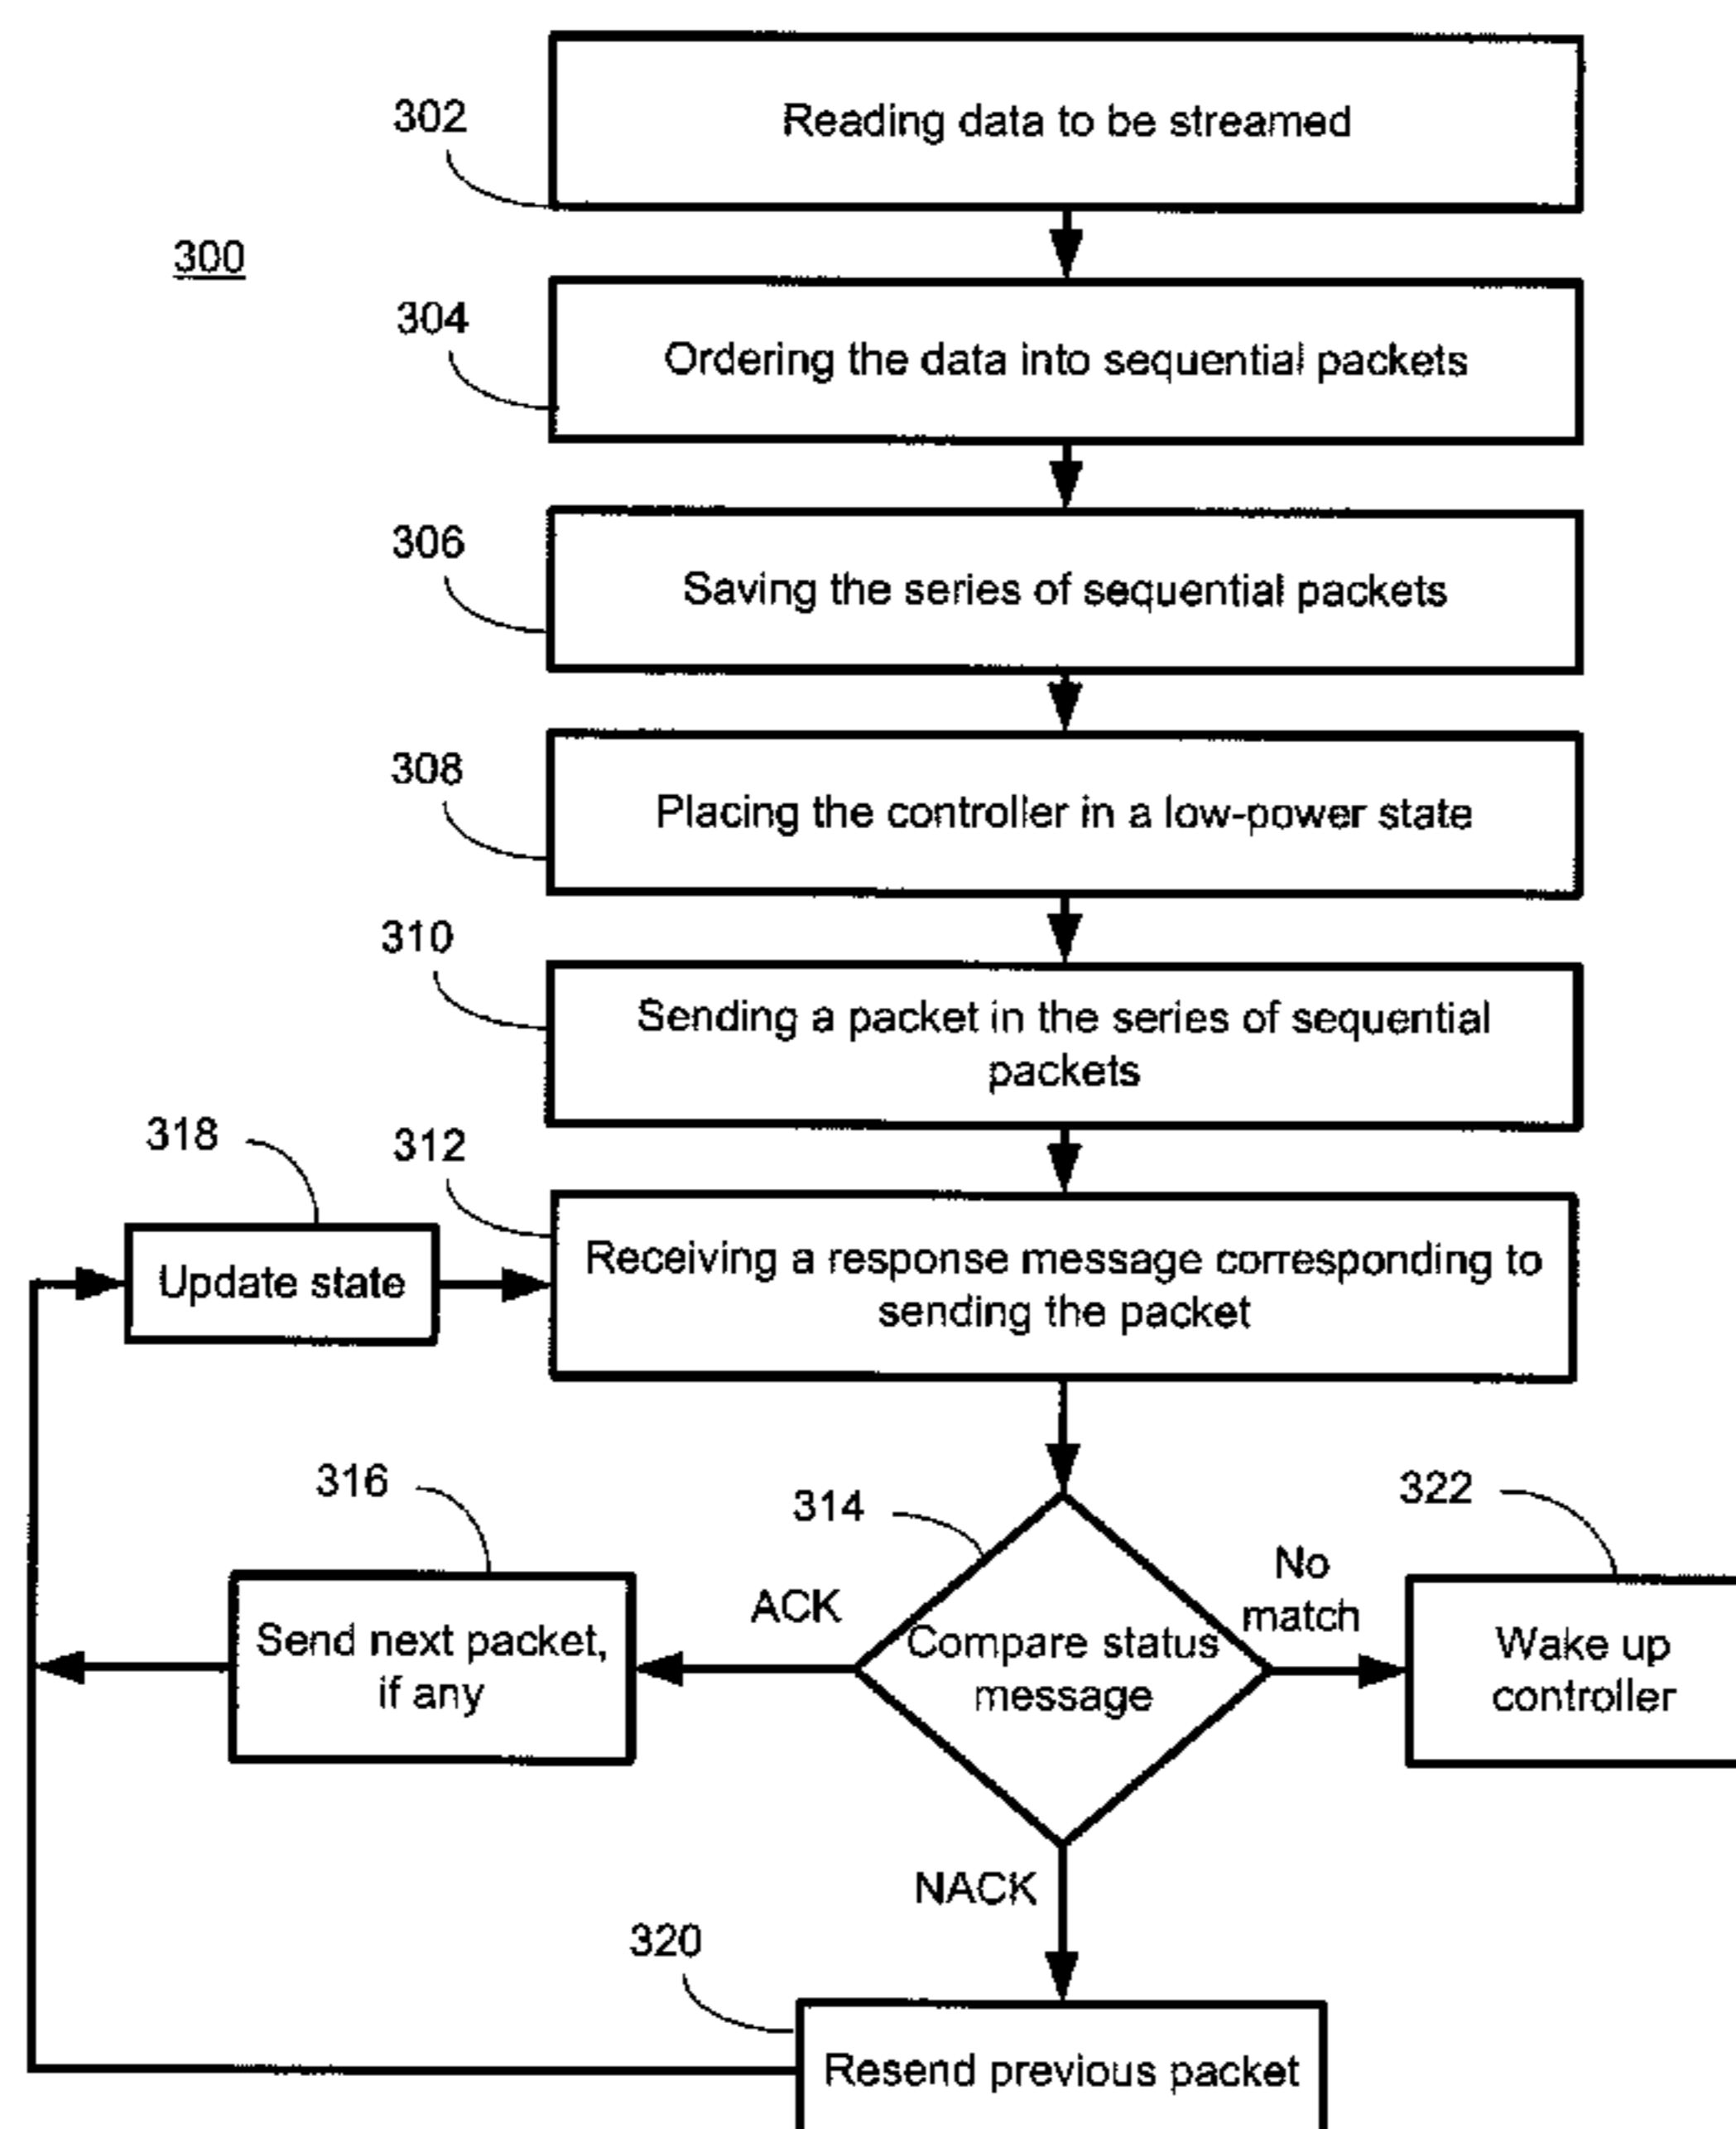 302
Reading data to be streamed
300
304
Ordering the data into sequential packets
306
Saving the series of sequential packets
308
Placing the controller in a low-power state
310
Sending a packet in the series of sequential
packets
318
312
Update state
Receiving a response message corresponding to
sending the packet
316
314
322
ACK
No
match
Send next packet,
if any
Compare status
message
Wake up
controller
NACK
320
Resend previous packet